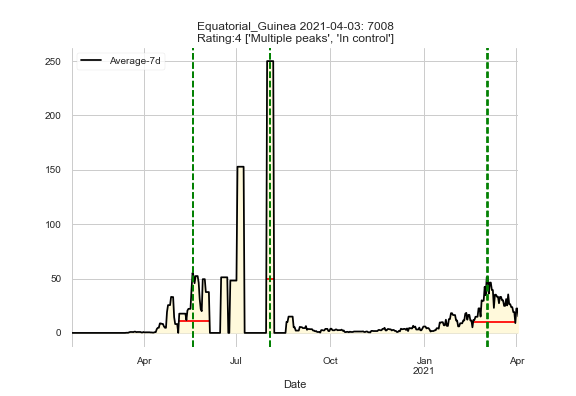 Equatorial_Guinea 2021-04-03: 7008
Rating:4 ['Multiple peaks', 'In control']
Average-7d
250
200
150
100
50
0
Apr
Jul
Oct
Jan
2021
Apr
Date